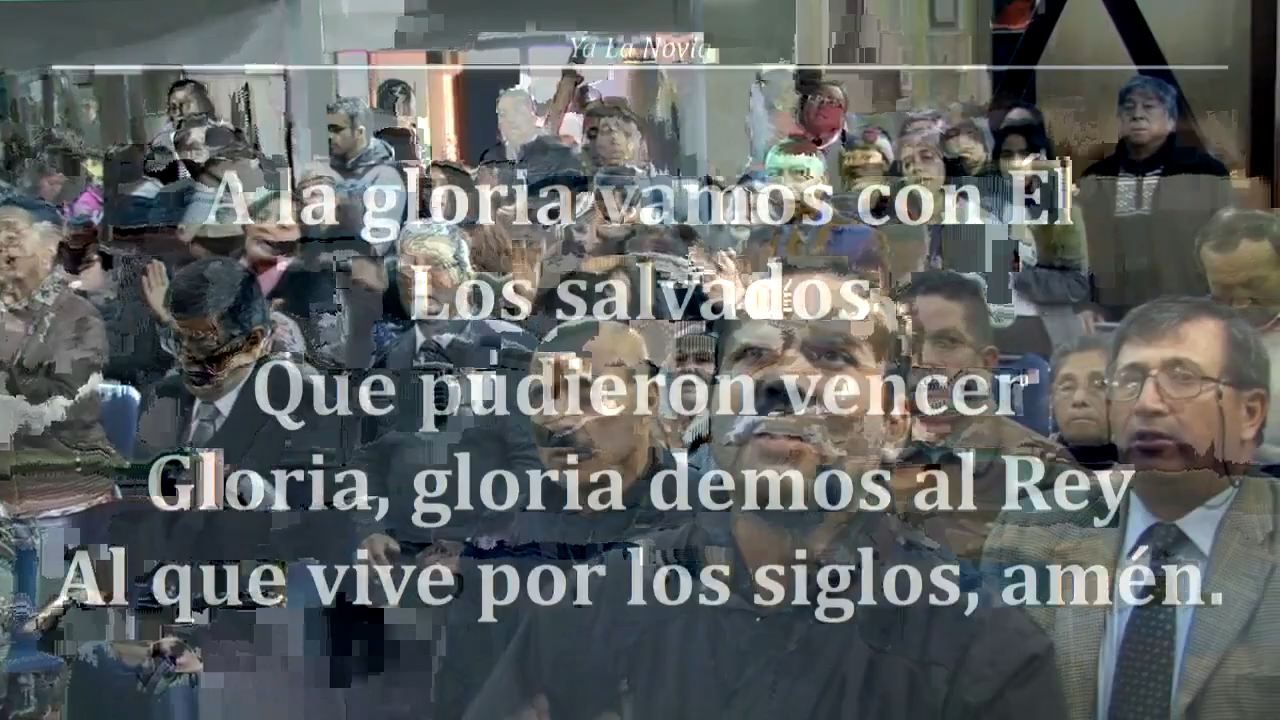 Ya La Novia
A la gloria vamos con Él
Los salvados
Que pudieron vencer
Gloria, gloria demos al Rey
Al que vive por los siglos, amén.